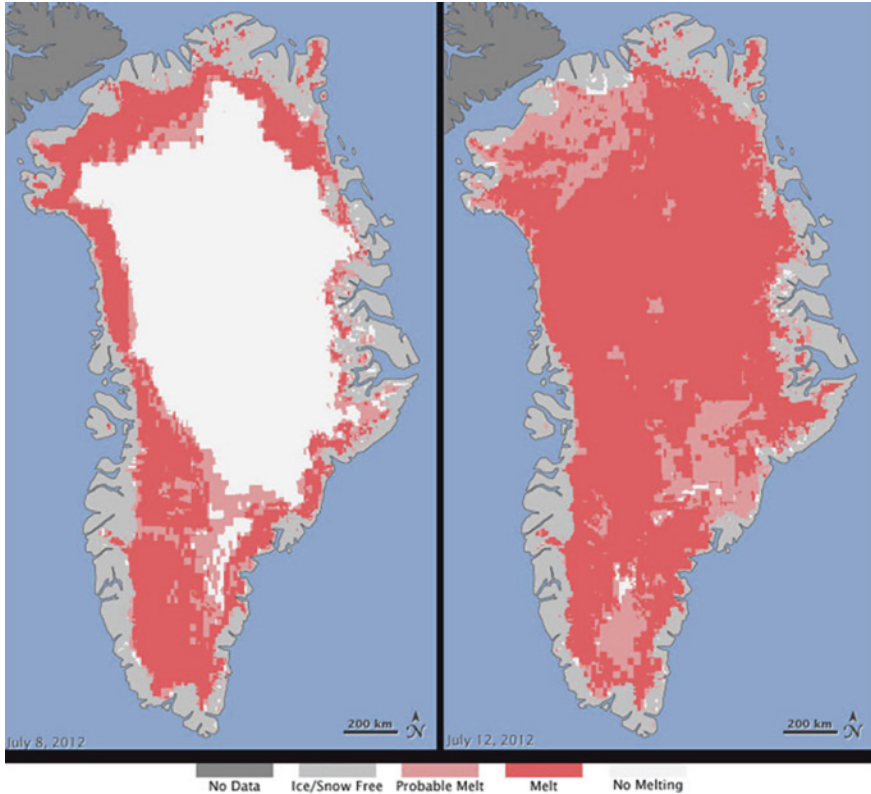 July 8, 2012
200 km
N
July 12, 2012
200 km
N
No Data
Ice/Snow Free
Probable Melt
Melt
No Melting